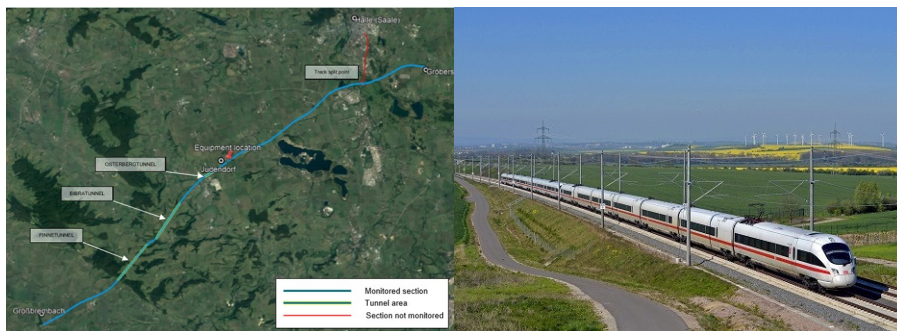 Halle (Saale)
Track split point
Gröbers
Equipment location
Jüdendorf
OSTERBERGTUNNEL
BIBRATUNNEL
FINNETUNNEL
Großbrembach
Monitored section
Tunnel area
Section not monitored